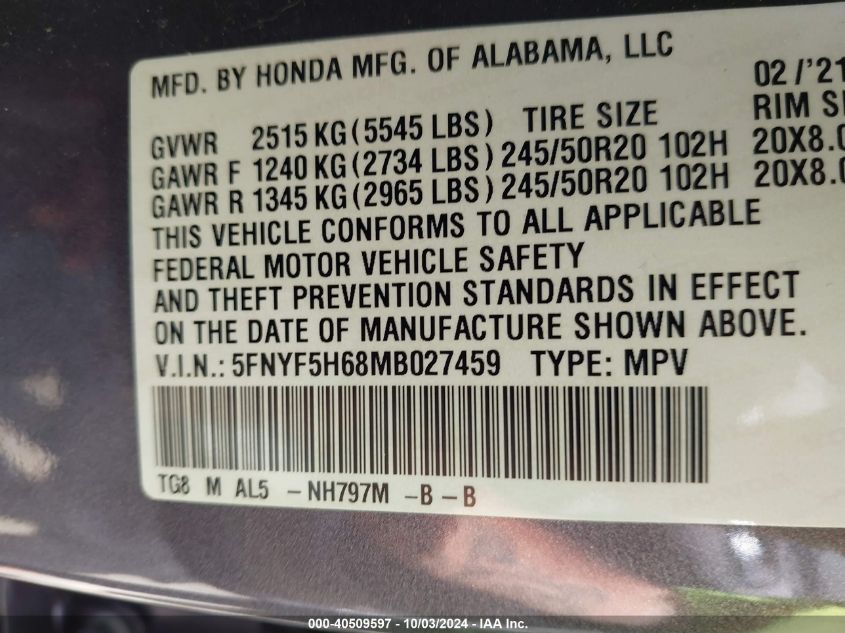 MFD. BY HONDA MFG. OF ALABAMA, LLC 02/'21
GVWR 2515 KG (5545 LBS) TIRE SIZE RIM
GAWR F 1240 KG (2734 LBS) 245/50R20 102H 20X8.
GAWR R 1345 KG (2965 LBS) 245/50R20 102H 20X8.
THIS VEHICLE CONFORMS TO ALL APPLICABLE
FEDERAL MOTOR VEHICLE SAFETY
AND THEFT PREVENTION STANDARDS IN EFFECT
ON THE DATE OF MANUFACTURE SHOWN ABOVE.
V.I.N.: 5FNYF5H68MB027459 TYPE: MPV
TG8 M AL5 -NH797M -B -B
000-40509597 - 10/03/2024 - IAA Inc.